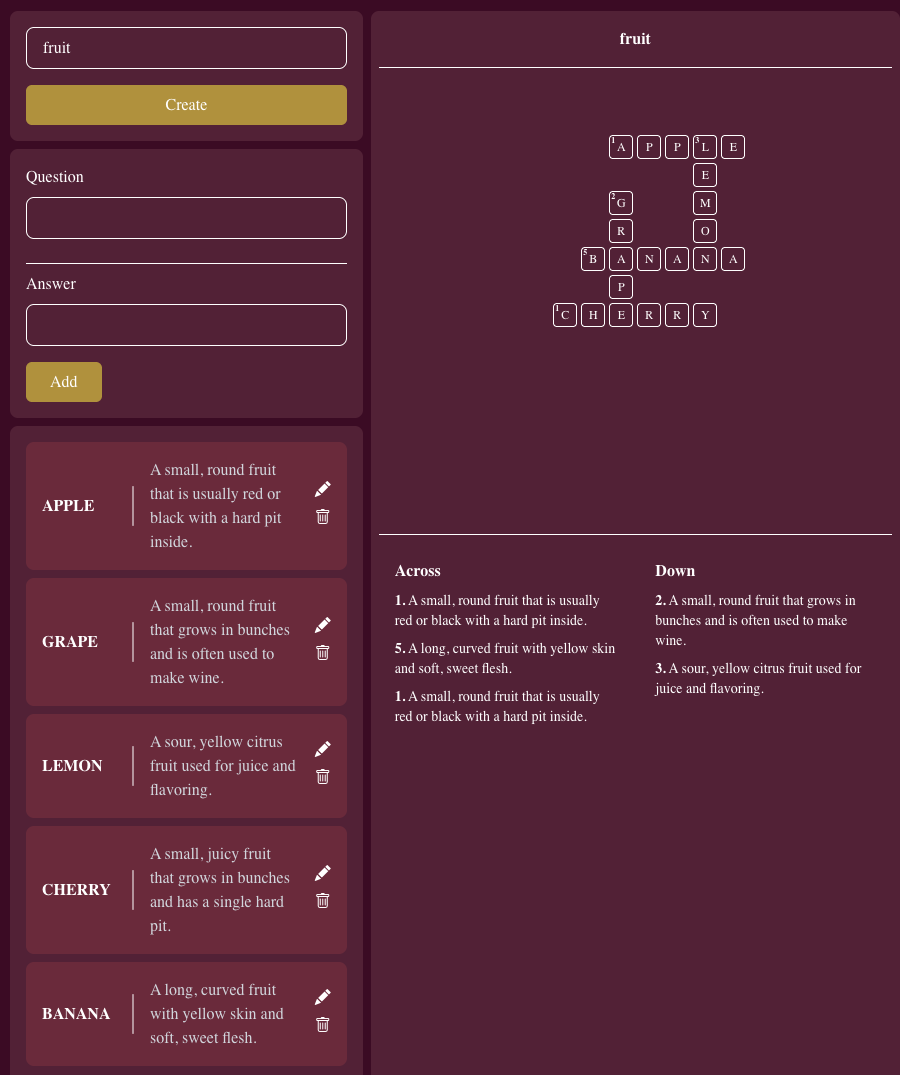 fruit
Create
Question
Answer
Add
APPLE
A small, round fruit
that is usually red or
black with a hard pit
inside.
GRAPE
A small, round fruit
that grows in bunches
and is often used to
make wine.
LEMON
A sour, yellow citrus
fruit used for juice and
flavoring.
CHERRY
A small, juicy fruit
that grows in bunches
and has a single hard
pit.
BANANA
A long, curved fruit
with yellow skin and
soft, sweet flesh.
fruit
1 A P P 3 L E
E
2 G M
R O
5 B A N A N A
P
1 C H E R R Y
Across
1. A small, round fruit that is usually
red or black with a hard pit inside.
5. A long, curved fruit with yellow skin
and soft, sweet flesh.
1. A small, round fruit that is usually
red or black with a hard pit inside.
Down
2. A small, round fruit that grows in
bunches and is often used to make
wine.
3. A sour, yellow citrus fruit used for
juice and flavoring.